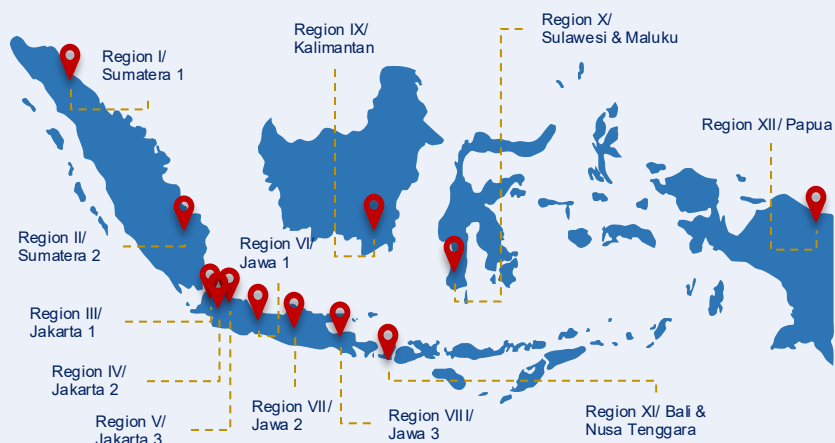 Region I/
Sumatera 1
Region IX/
Kalimantan
Region X/
Sulawesi & Maluku
Region XII/ Papua
Region II/
Sumatera 2
Region VI/
Jawa 1
Region III/
Jakarta 1
Region IV/
Jakarta 2
Region V/
Jakarta 3
Region VII/
Jawa 2
Region VIII/
Jawa 3
Region XI/ Bali &
Nusa Tenggara